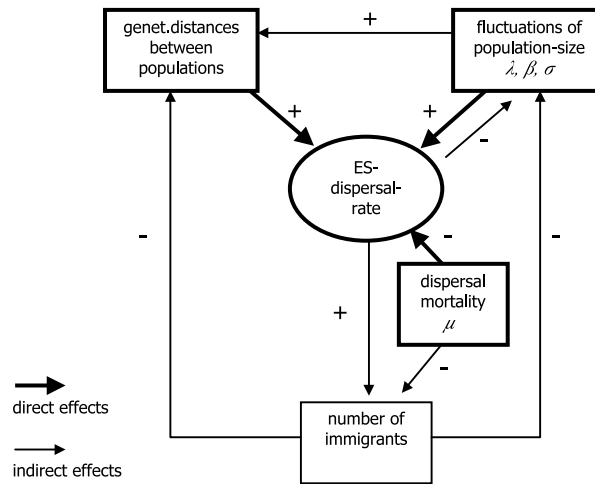 genet.distances
between
populations
+
fluctuations of
population-size
λ, β, σ
+
+
-
ES-
dispersal-
rate
-
-
-
dispersal
mortality
μ
+
-
direct effects
number of
immigrants
indirect effects